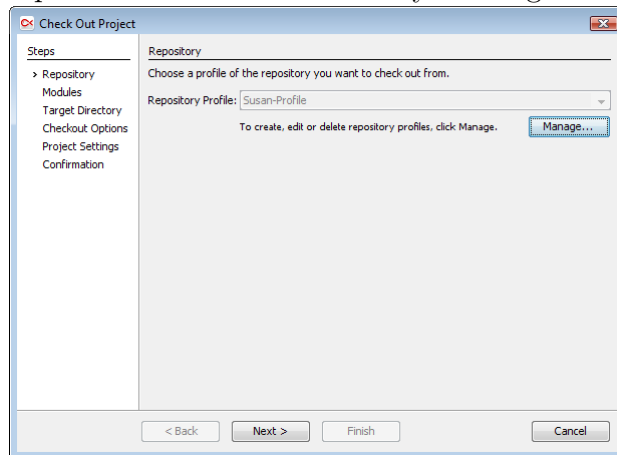 Check Out Project
Steps
Repository
> Repository
Choose a profile of the repository you want to check out from.
Modules
Repository Profile: Susan-Profile
Target Directory
To create, edit or delete repository profiles, click Manage.
Manage...
Checkout Options
Project Settings
Confirmation
< Back
Next >
Finish
Cancel